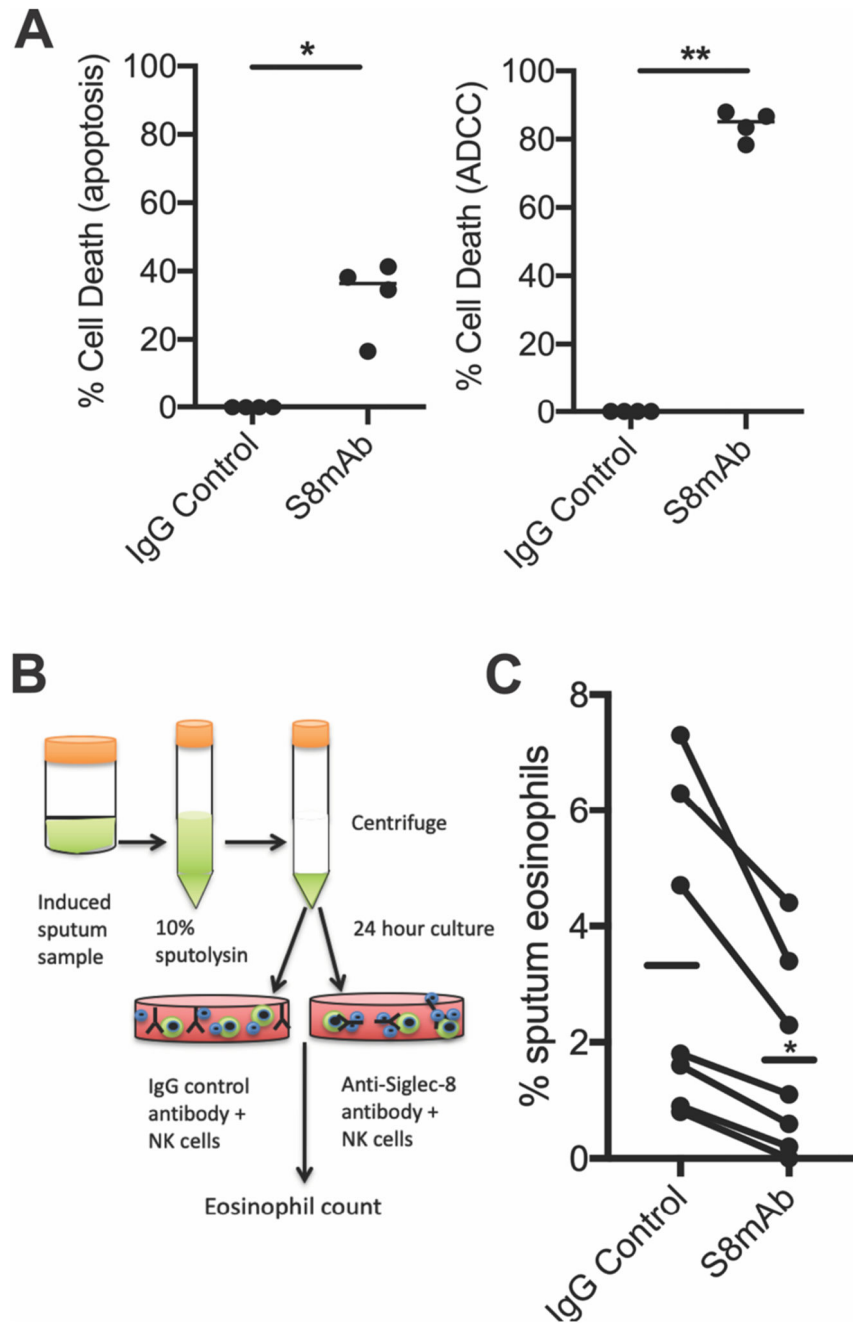 A
% Cell Death (apoptosis)
100
80
60
40
20
0
*
IgG Control
S8mAb
% Cell Death (ADCC)
100
80
60
40
20
0
**
IgG Control
S8mAb
B
Induced
sputum
sample
10%
sputolysin
Centrifuge
24 hour culture
IgG control
antibody +
NK cells
Anti-Siglec-8
antibody +
NK cells
Eosinophil count
C
% sputum eosinophils
8
6
4
2
0
*
IgG Control
S8mAb